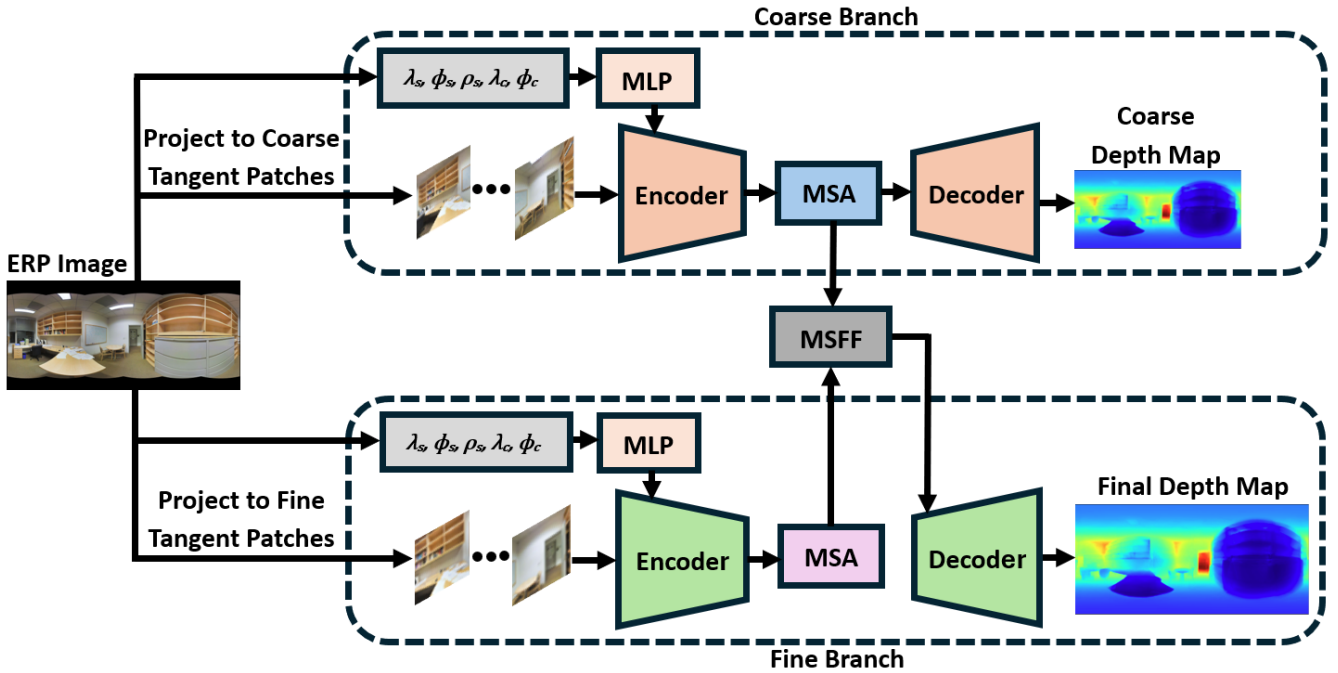 Coarse Branch
λs, ϕs, ρs, λc, ϕc
MLP
Project to Coarse
Tangent Patches
Encoder
MSA
Decoder
Coarse
Depth Map
ERP Image
MSFF
λs, ϕs, ρs, λc, ϕc
MLP
Project to Fine
Tangent Patches
Encoder
MSA
Decoder
Final Depth Map
Fine Branch